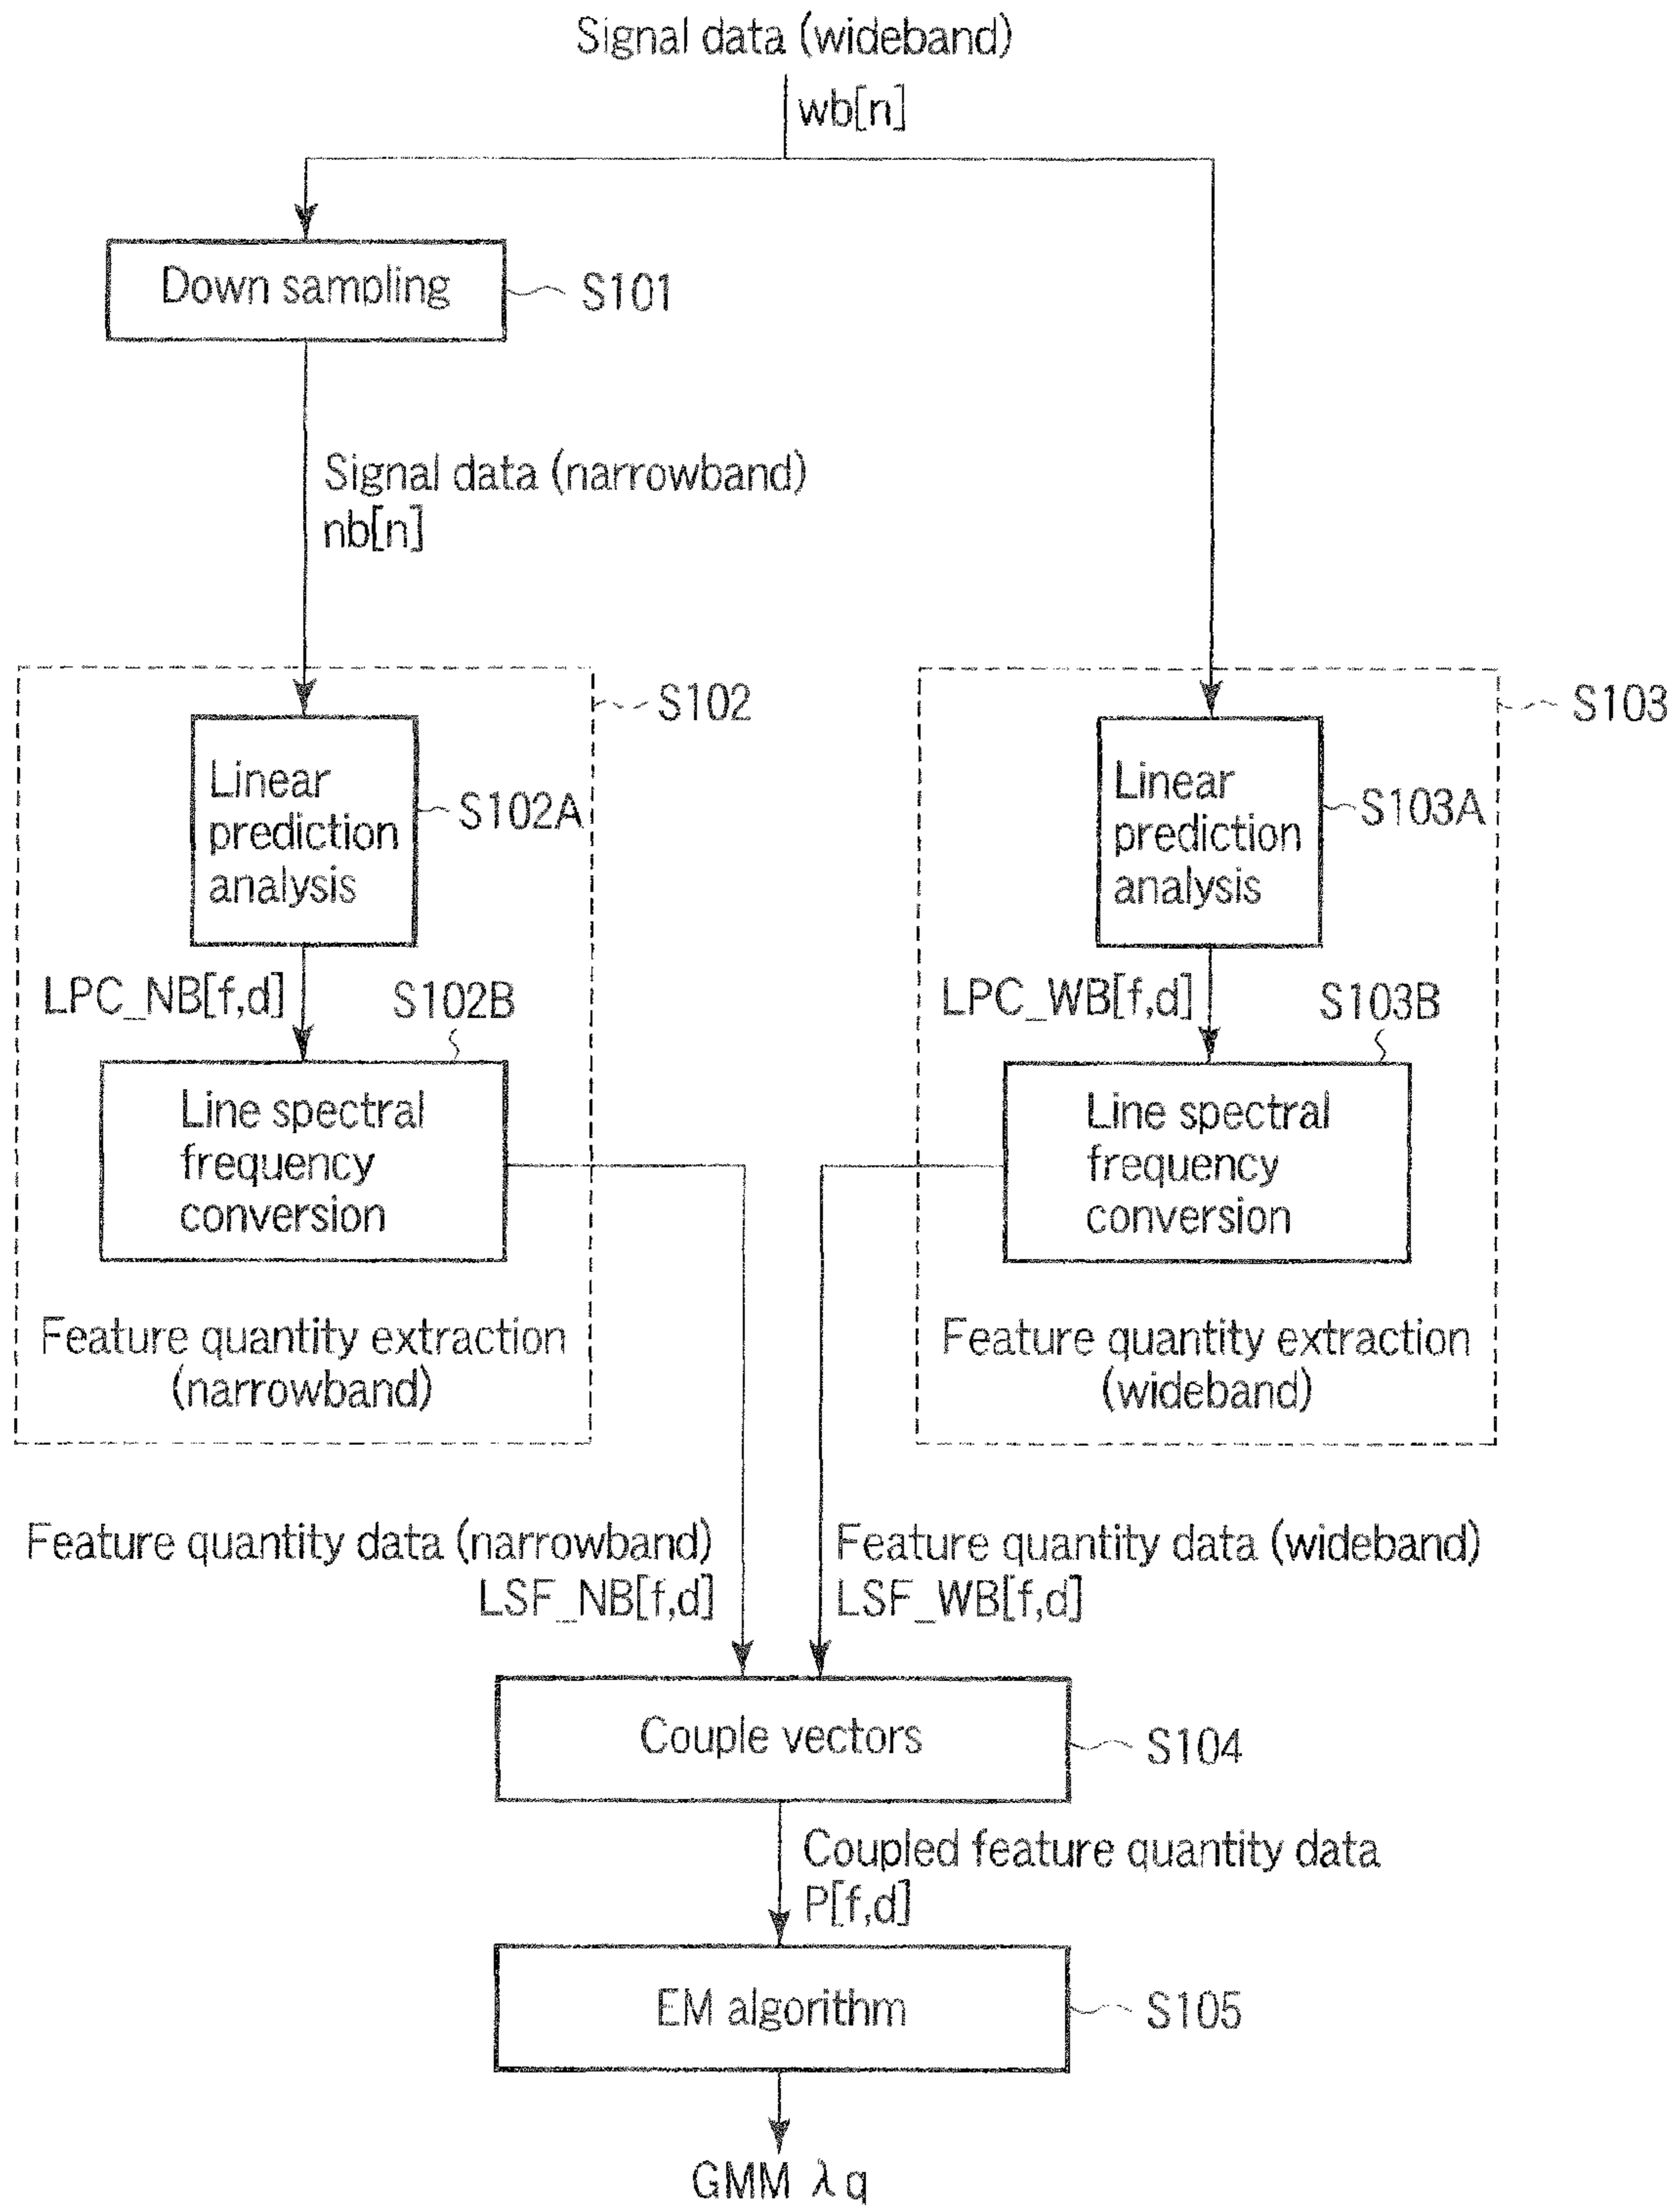 Signal data (wideband)
wb[n]
Down sampling
S101
Signal data (narrowband)
nb[n]
S102
S103
Linear
prediction
analysis
S102A
Linear
prediction
analysis
S103A
LPC_NB[f,d]
S102B
LPC_WB[f,d]
S103B
Line spectral
frequency
conversion
Line spectral
frequency
conversion
Feature quantity extraction
(narrowband)
Feature quantity extraction
(wideband)
Feature quantity data (narrowband)
LSF_NB[f,d]
Feature quantity data (wideband)
LSF_WB[f,d]
Couple vectors
S104
Coupled feature quantity data
P[f,d]
EM algorithm
S105
GMM λq